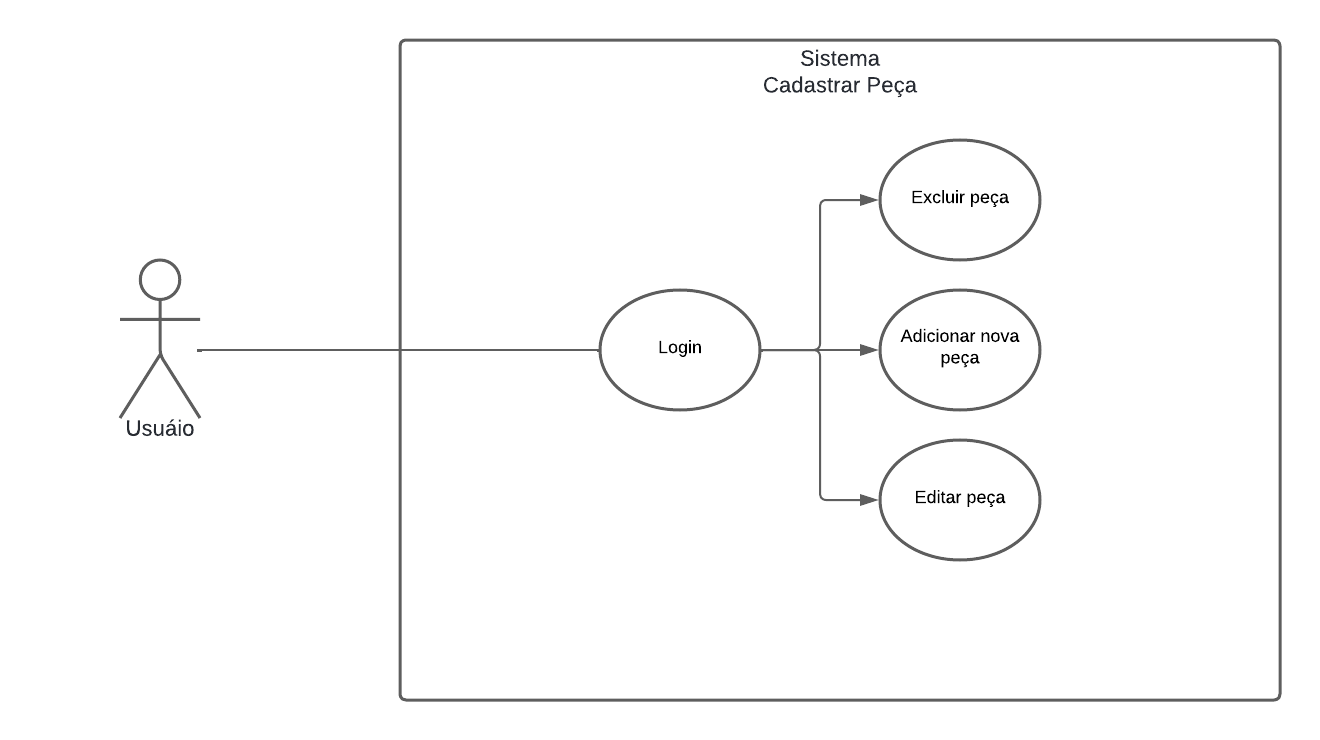 Sistema
Cadastrar Peça
Excluir peça
Adicionar nova
peça
Login
Editar peça
Usuáio